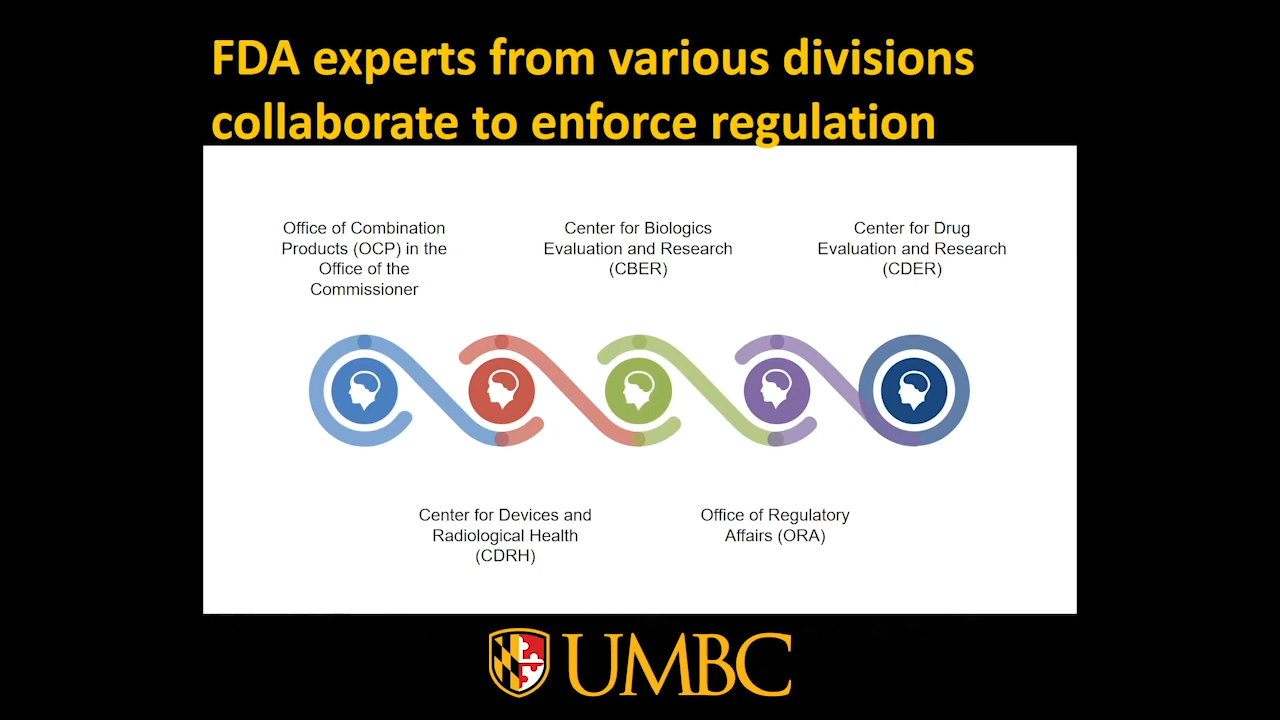 FDA experts from various divisions
collaborate to enforce regulation
Office of Combination
Products (OCP) in the
Office of the
Commissioner
Center for Biologics
Evaluation and Research
(CBER)
Center for Drug
Evaluation and Research
(CDER)
Center for Devices and
Radiological Health
(CDRH)
Office of Regulatory
Affairs (ORA)
UMBC